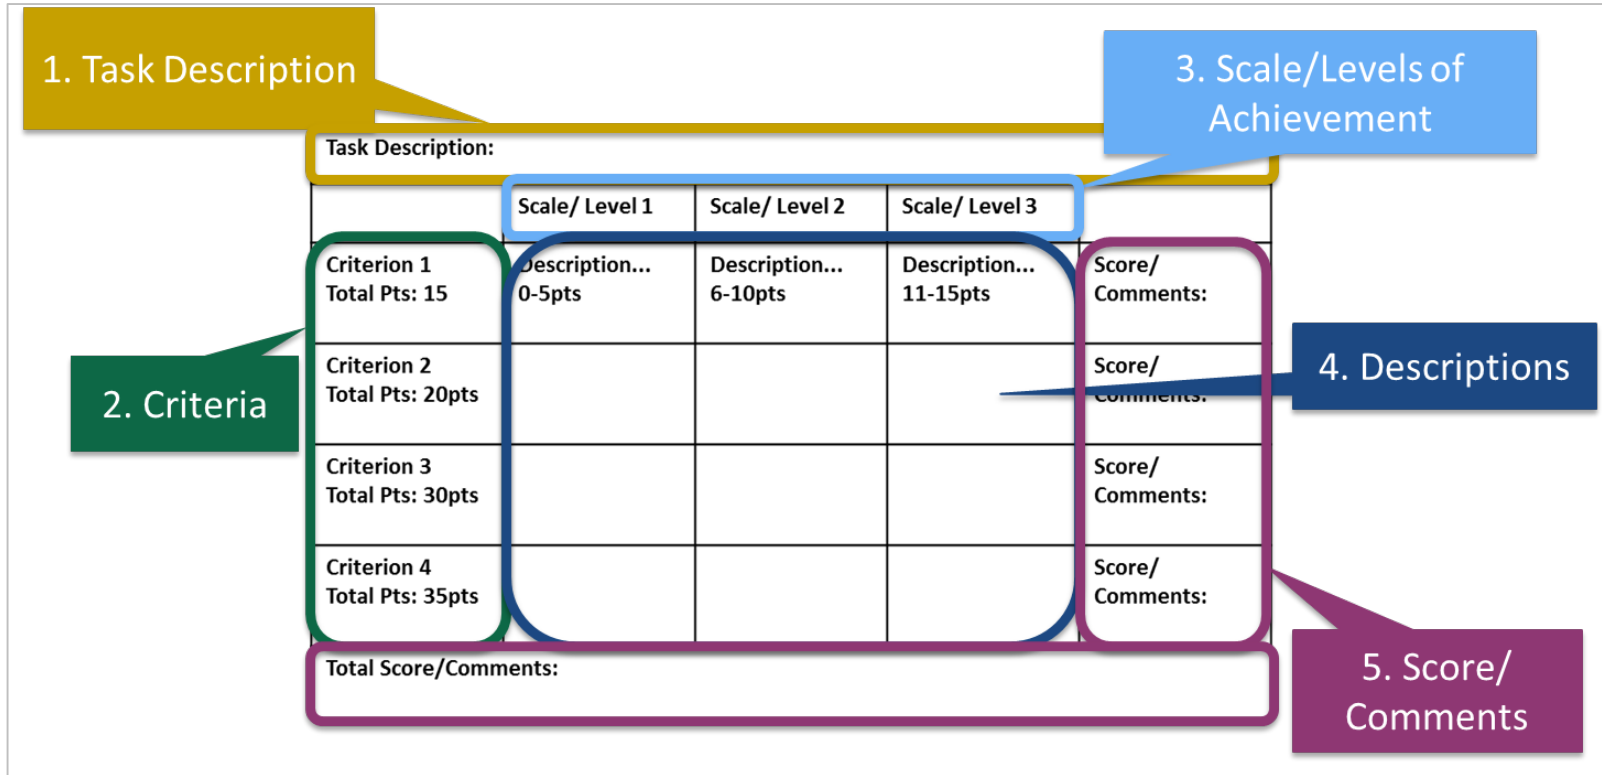 1. Task Description
3. Scale/Levels of
Achievement
Task Description:
Scale/ Level 1
Scale/ Level 2
Scale/ Level 3
Criterion 1
Total Pts: 15
Description...
0-5pts
Description...
6-10pts
Description...
11-15pts
Score/
Comments:
2. Criteria
Criterion 2
Total Pts: 20pts
Score/
Comments:
4. Descriptions
Criterion 3
Total Pts: 30pts
Score/
Comments:
Criterion 4
Total Pts: 35pts
Score/
Comments:
Total Score/Comments:
5. Score/
Comments